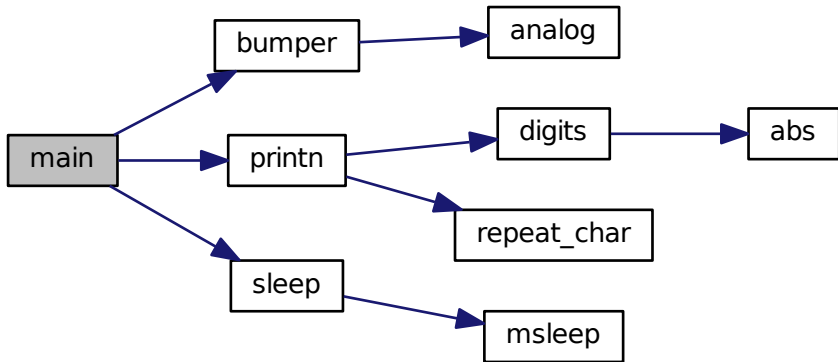 main
bumper
analog
printn
digits
abs
repeat_char
sleep
msleep